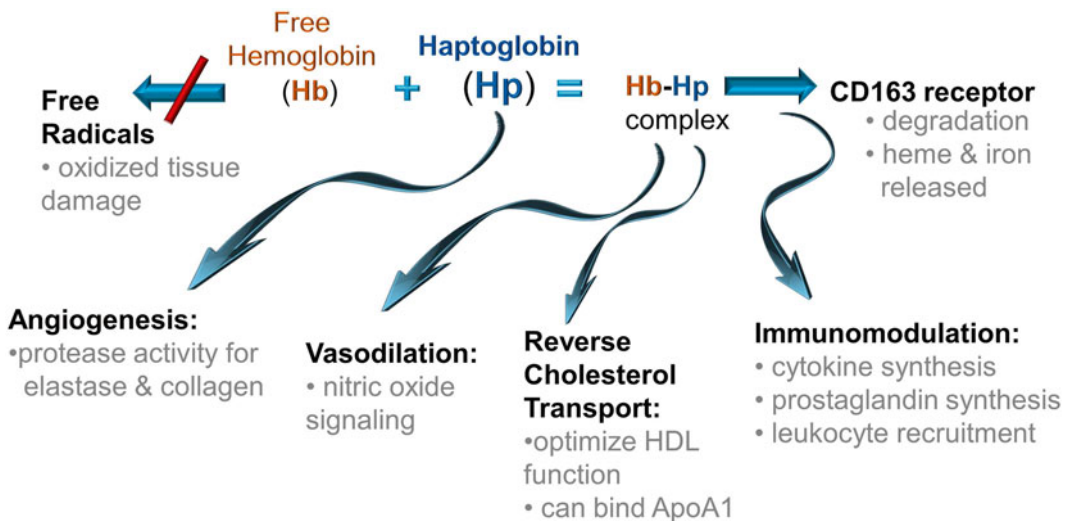 Free
Hemoglobin
(Hb)
+
Haptoglobin
(Hp)
=
Hb-Hp
complex
Free
Radicals
• oxidized tissue
damage
CD163 receptor
• degradation
• heme & iron
released
Angiogenesis:
•protease activity for
elastase & collagen
Vasodilation:
• nitric oxide
signaling
Reverse
Cholesterol
Transport:
•optimize HDL
function
• can bind ApoA1
Immunomodulation:
• cytokine synthesis
• prostaglandin synthesis
• leukocyte recruitment